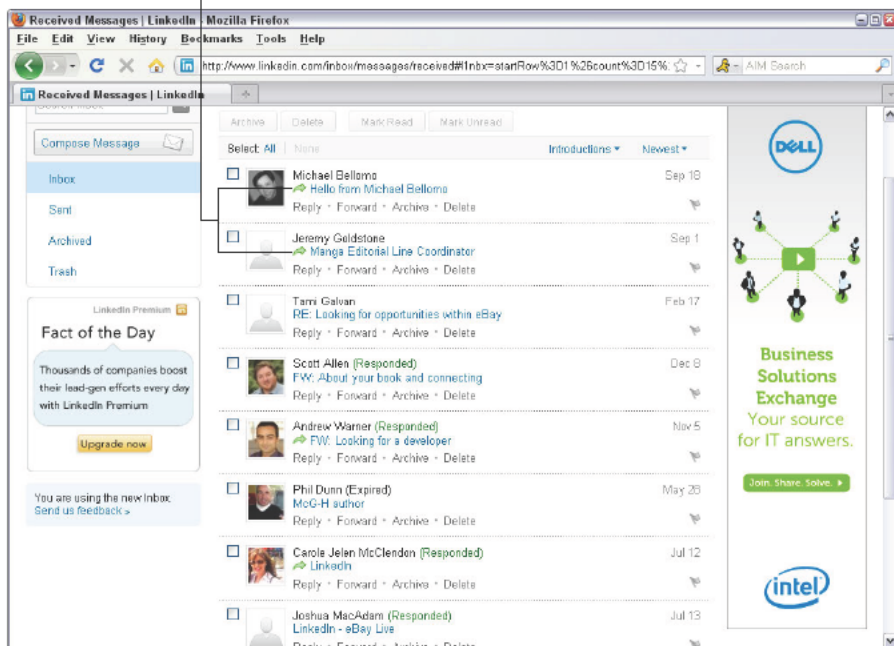 Received Messages | LinkedIn - Mozilla Firefox
File Edit View History Bookmarks Tools Help
http://www.linkedin.com/inbox/messages/received#!inbx=startRow%3D1%26count%3D15%
AIM Search
Received Messages | LinkedIn
Search Inbox
Compose Message
Inbox
Sent
Archived
Trash
LinkedIn Premium
Fact of the Day
Thousands of companies boost
their lead-gen efforts every day
with LinkedIn Premium
Upgrade now
You are using the new Inbox
Send us feedback »
Archive Delete Mark Read Mark Unread
Select: All None Introductions Newest
Michael Bellomo Sep 18
Hello from Michael Bellomo
Reply • Forward • Archive • Delete
Jeremy Goldstone Sep 1
Manga Editorial Line Coordinator
Reply • Forward • Archive • Delete
Tami Galvan Feb 17
RE: Looking for opportunities within eBay
Reply • Forward • Archive • Delete
Scott Allen (Responded) Dec 8
FW: About your book and connecting
Reply • Forward • Archive • Delete
Andrew Warner (Responded) Nov 5
FW: Looking for a developer
Reply • Forward • Archive • Delete
Phil Dunn (Expired) May 28
McG-H author
Reply • Forward • Archive • Delete
Carole Jelen McClendon (Responded) Jul 12
LinkedIn
Reply • Forward • Archive • Delete
Joshua MacAdam (Responded) Jul 13
LinkedIn - eBay Live
Reply • Forward • Archive • Delete
DELL
Business
Solutions
Exchange
Your source
for IT answers.
Join. Share. Solve.
intel